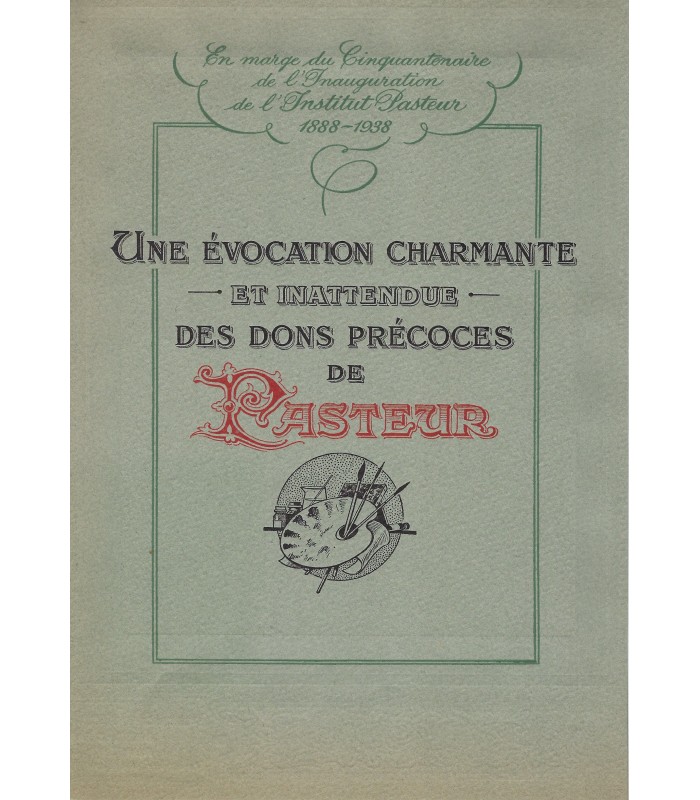 En marge du Cinquantenaire
de l'Inauguration
de l'Institut Pasteur
1888-1938
UNE ÉVOCATION CHARMANTE
ET INATTENDUE
DES DONS PRÉCOCES
DE
PASTEUR